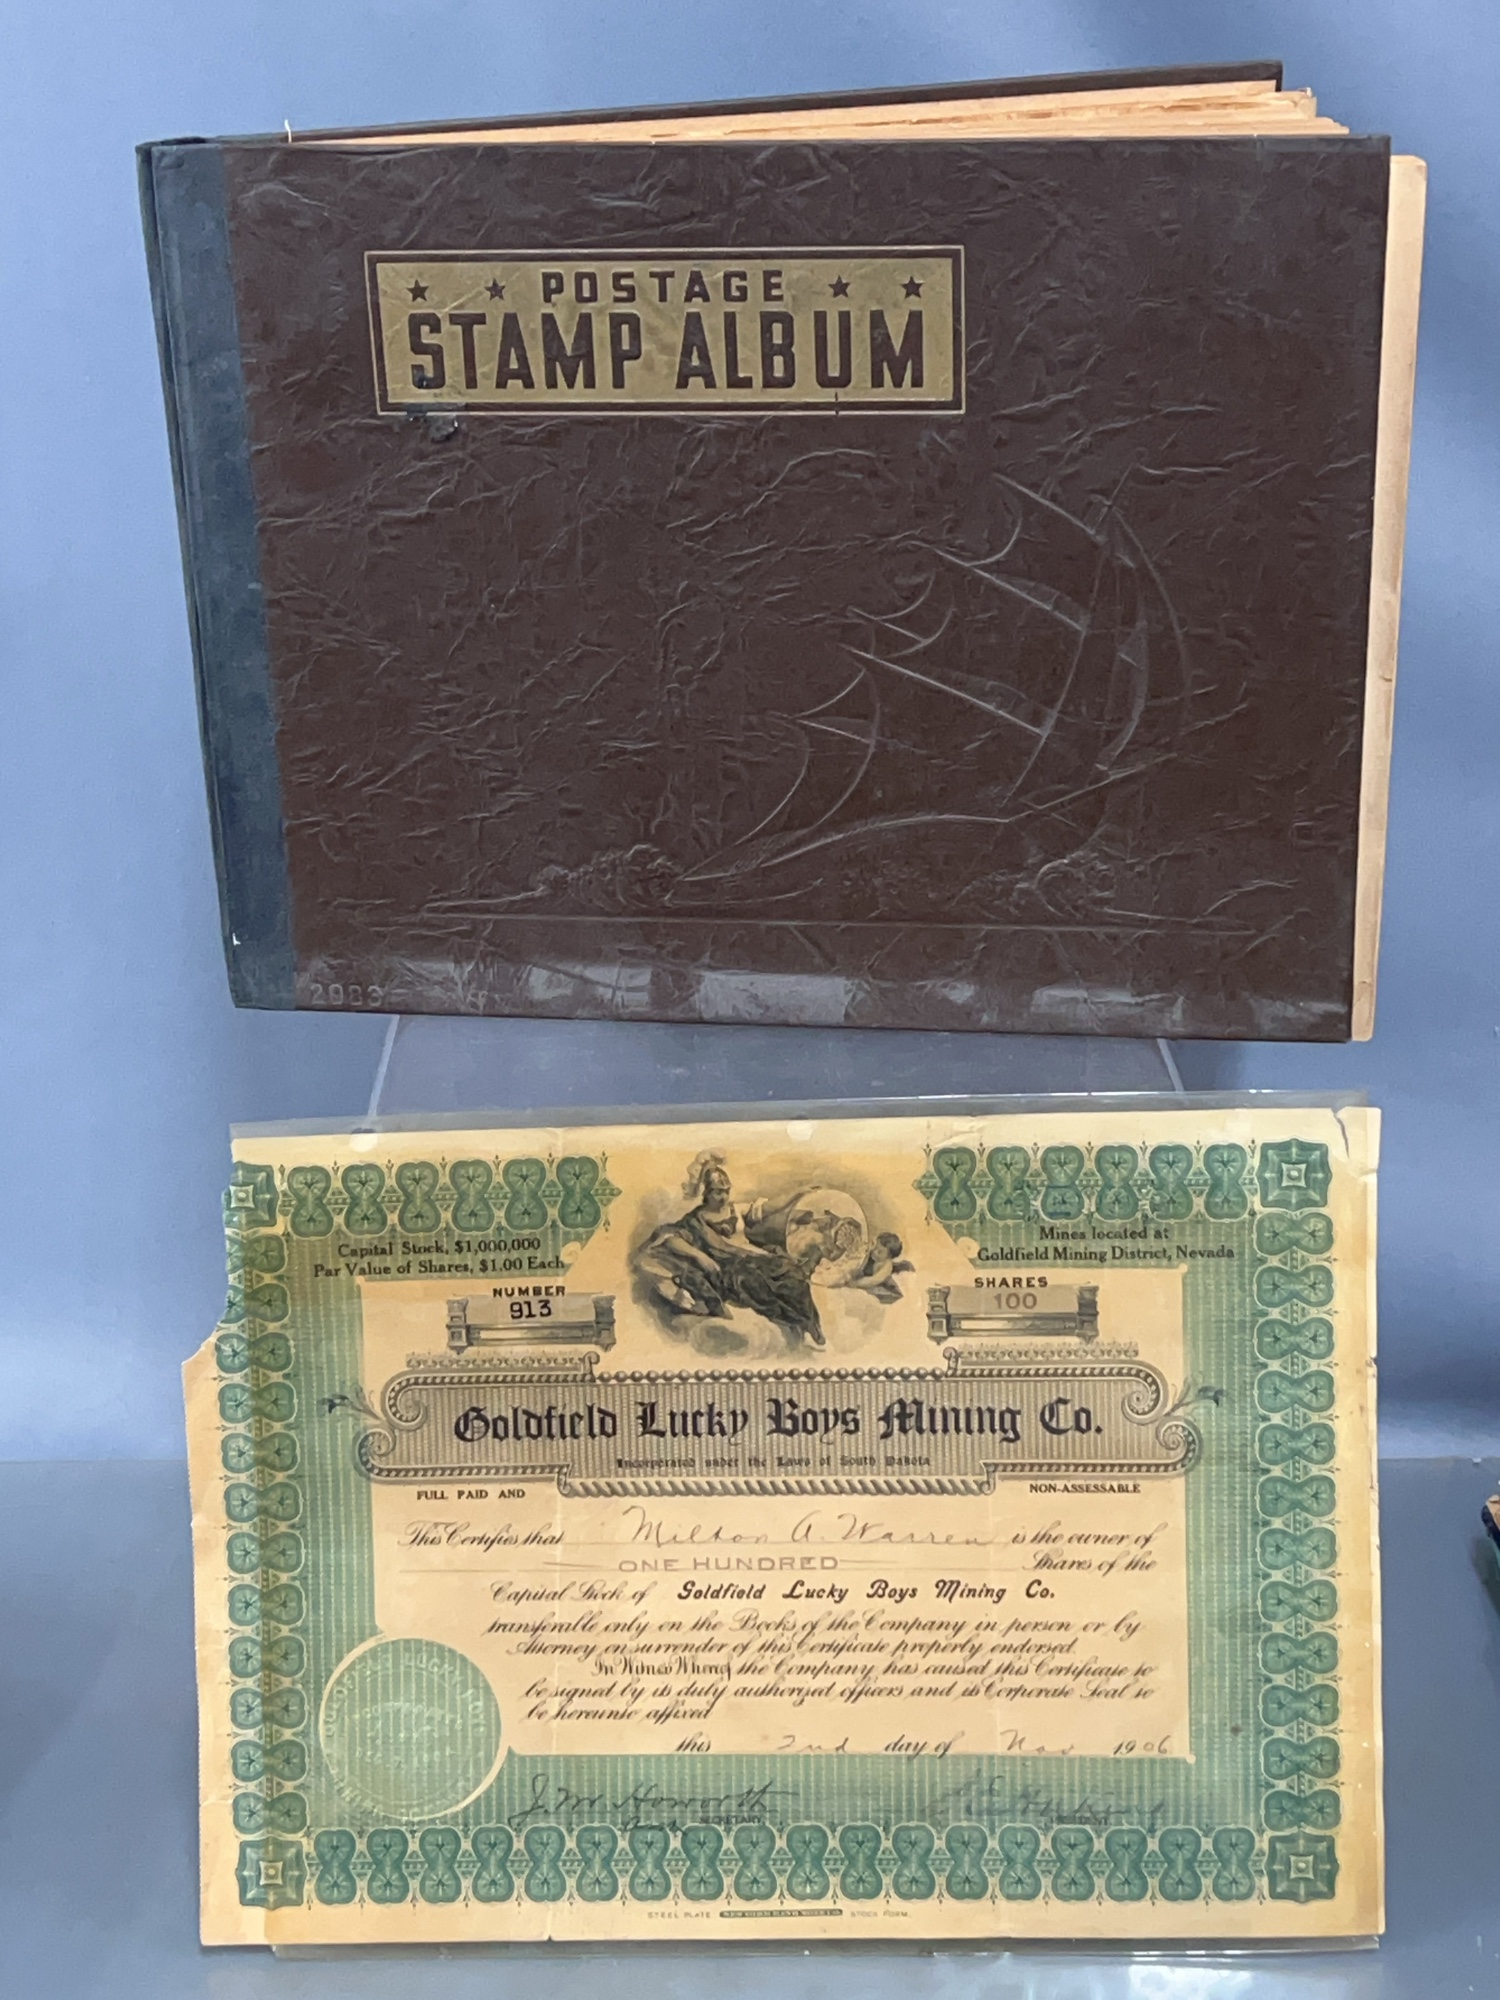 POSTAGE
STAMP ALBUM
2083
Capital Stock, $1,000,000
Par Value of Shares, $1.00 Each
Mines located at
Goldfield Mining District, Nevada
NUMBER
913
SHARES
100
Goldfield Lucky Boys Mining Co.
Incorporated under the Laws of South Dakota
FULL PAID AND
NON-ASSESSABLE
This Certifies that Milton A. Warren is the owner of
ONE HUNDRED Shares of the
Capital Stock of Goldfield Lucky Boys Mining Co.
transferable only on the Books of the Company in person or by
Attorney on surrender of this Certificate properly endorsed.
In Witness Whereof the Company has caused this Certificate to
be signed by its duly authorized officers and its Corporate Seal to
be hereunto affixed
this 2nd day of Nov 1906
J. M. Howorth
Asst SECRETARY.
STEEL PLATE STOCK FORM.